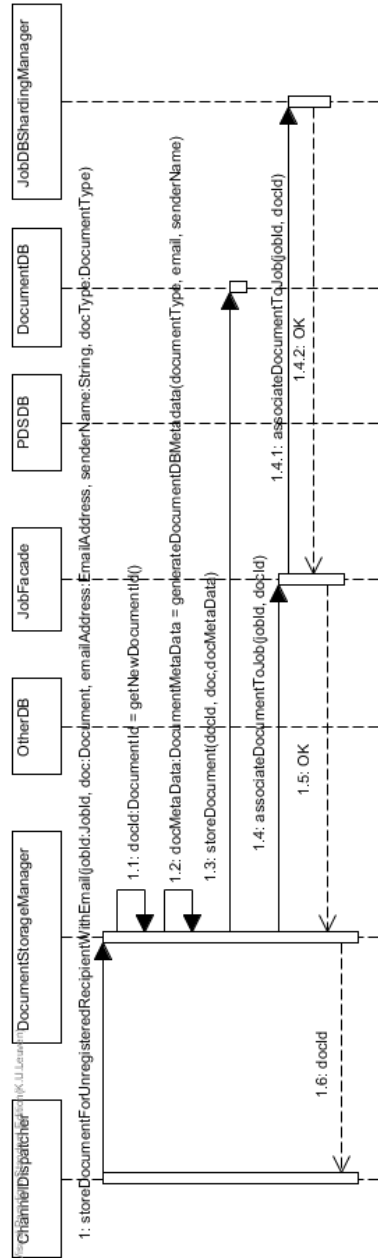 ChannelDispatcher
DocumentStorageManager
OtherDB
JobFacade
PDSDB
DocumentDB
JobDBShardingManager
1: storeDocumentForUnregisteredRecipientWithEmail(jobId:JobId, doc:Document, emailAddress:EmailAddress, senderName:String, docType:DocumentType)
1.1: docId:DocumentId = getNewDocumentId()
1.2: docMetaData:DocumentMetaData = generateDocumentDBMetadata(documentType, email, senderName)
1.3: storeDocument(docId, doc,docMetaData)
1.4: associateDocumentToJob(jobId, docId)
1.4.1: associateDocumentToJob(jobId, docId)
1.4.2: OK
1.5: OK
1.6: docId